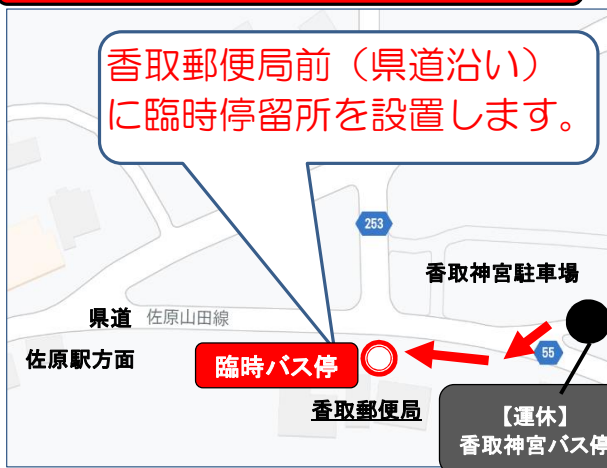 香取郵便局前（県道沿い）
に臨時停留所を設置します。
253
香取神宮駐車場
県道 佐原山田線
佐原駅方面
臨時バス停
55
香取郵便局
【運休】
香取神宮バス停